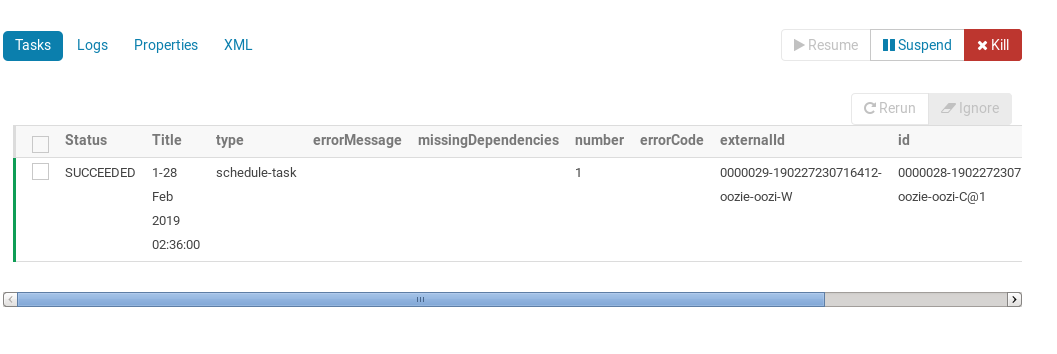 Tasks Logs Properties XML Resume Suspend Kill
Rerun Ignore
Status Title type errorMessage missingDependencies number errorCode externalId id
SUCCEEDED 1-28 schedule-task 1 0000029-190227230716412- 0000028-1902272307
Feb oozie-oozi-W oozie-oozi-C@1
2019
02:36:00